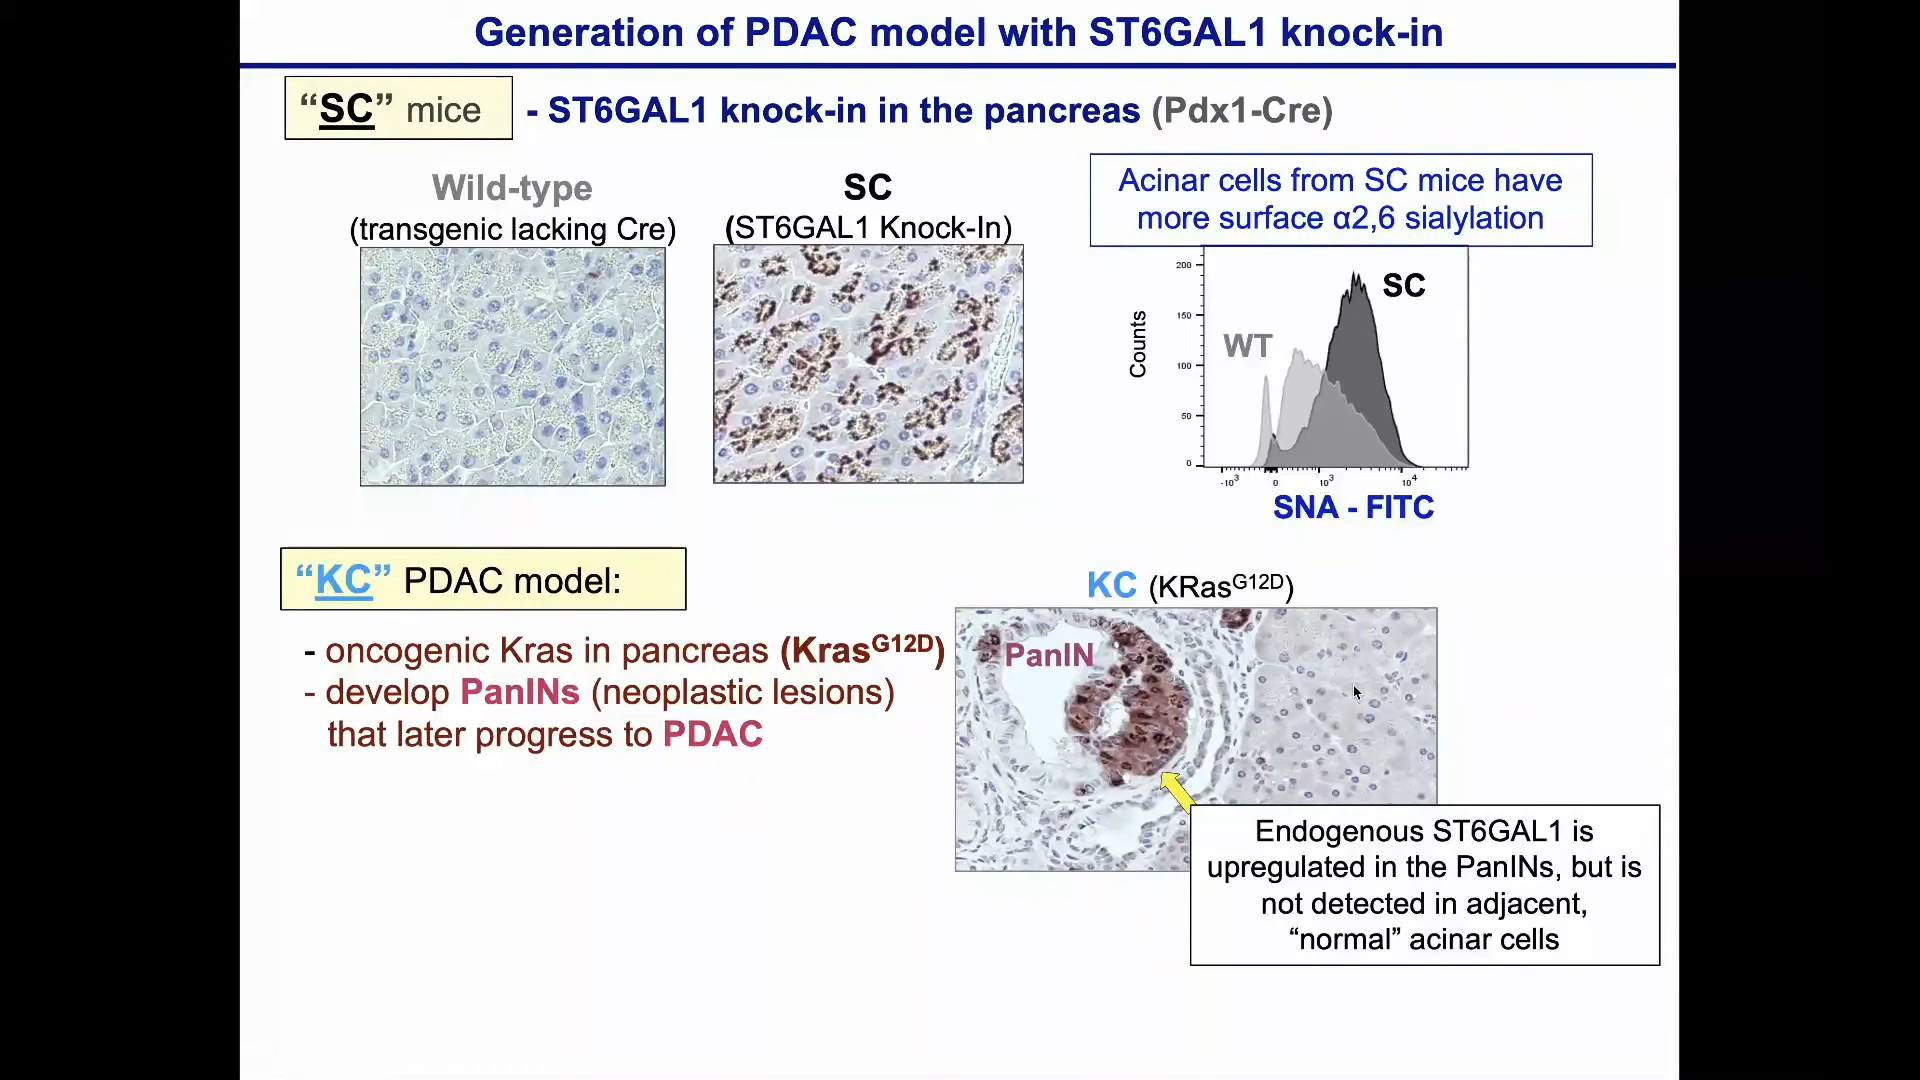 Generation of PDAC model with ST6GAL1 knock-in
“SC” mice
- ST6GAL1 knock-in in the pancreas (Pdx1-Cre)
Wild-type
(transgenic lacking Cre)
SC
(ST6GAL1 Knock-In)
Acinar cells from SC mice have
more surface α2,6 sialylation
200
150
100
50
0
Counts
WT
SC
-10³
0
10³
10⁴
SNA - FITC
“KC” PDAC model:
- oncogenic Kras in pancreas (Krasᴳ¹²ᴰ)
- develop PanINs (neoplastic lesions)
that later progress to PDAC
KC (KRasᴳ¹²ᴰ)
PanIN
Endogenous ST6GAL1 is
upregulated in the PanINs, but is
not detected in adjacent,
“normal” acinar cells